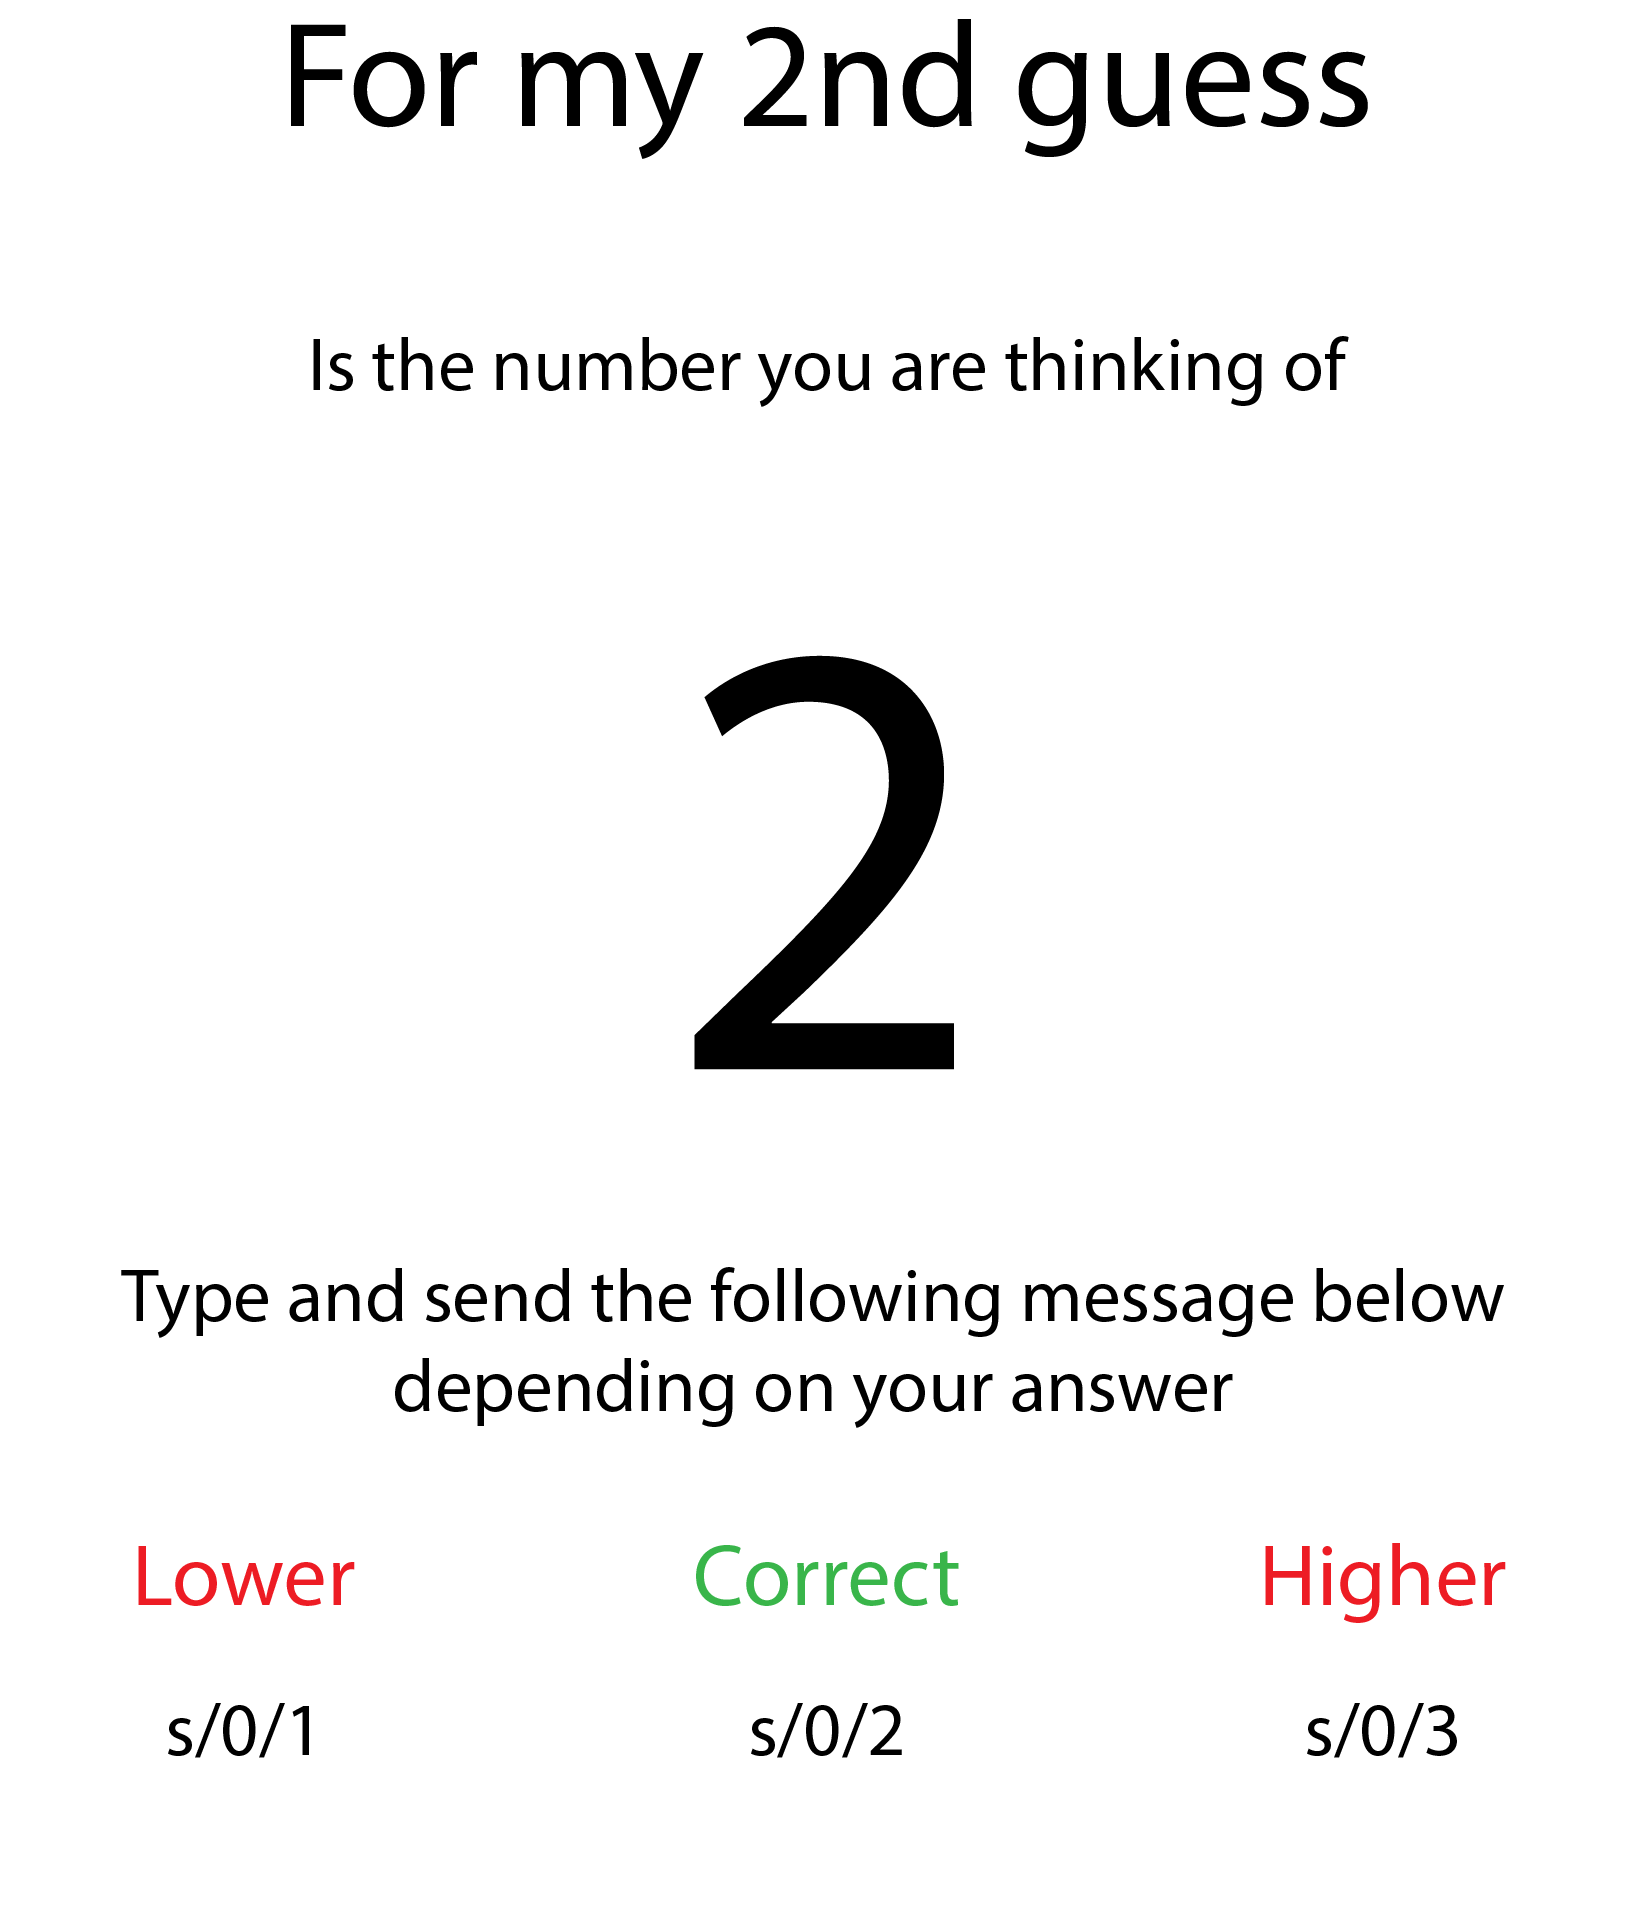 For my 2nd guess
Is the number you are thinking of
2
Type and send the following message below
depending on your answer
Lower Correct Higher
s/0/1 s/0/2 s/0/3